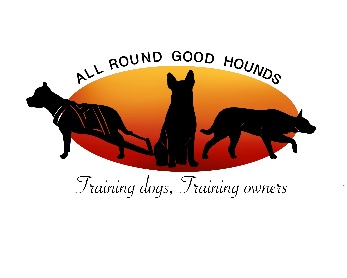 ALL ROUND GOOD HOUNDS
Training dogs, Training owners